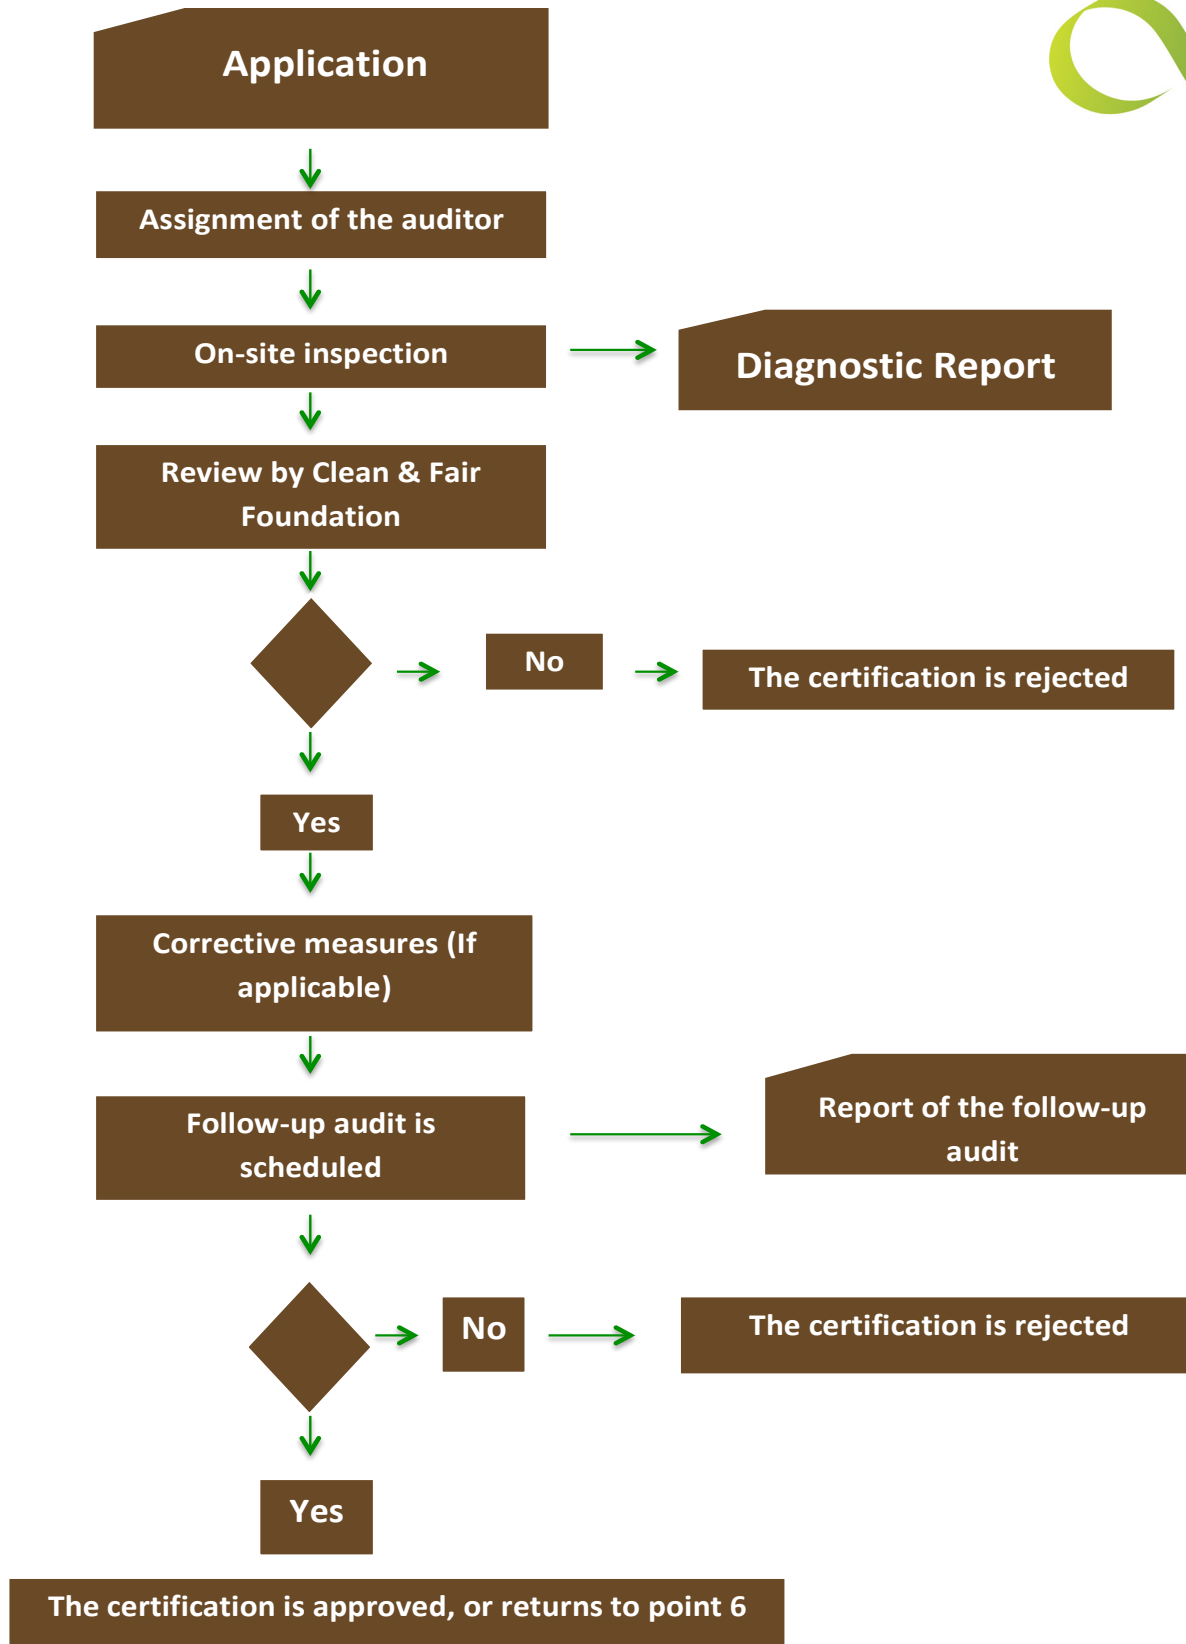 Application
Assignment of the auditor
On-site inspection
Diagnostic Report
Review by Clean & Fair
Foundation
No
The certification is rejected
Yes
Corrective measures (If
applicable)
Follow-up audit is
scheduled
Report of the follow-up
audit
No
The certification is rejected
Yes
The certification is approved, or returns to point 6